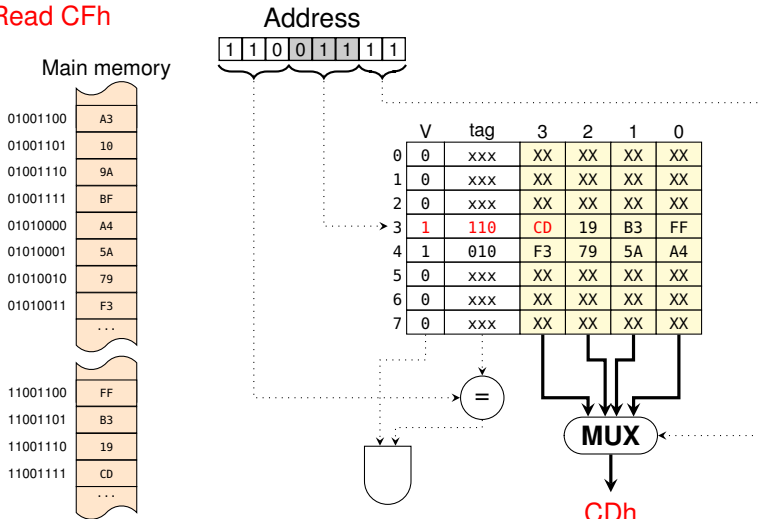 Read CFh
Address
1 1 0 0 1 1 1 1
Main memory
01001100 A3
01001101 10
01001110 9A
01001111 BF
01010000 A4
01010001 5A
01010010 79
01010011 F3
...
11001100 FF
11001101 B3
11001110 19
11001111 CD
...
V tag 3 2 1 0
0 0 xxx XX XX XX XX
1 0 xxx XX XX XX XX
2 0 xxx XX XX XX XX
3 1 110 CD 19 B3 FF
4 1 010 F3 79 5A A4
5 0 xxx XX XX XX XX
6 0 xxx XX XX XX XX
7 0 xxx XX XX XX XX
=
MUX
CDh